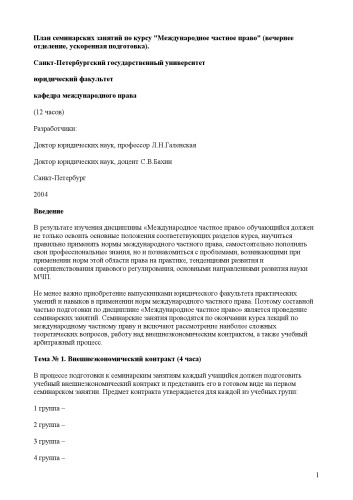 План семинарских занятий по курсу "Международное частное право" (вечернее
отделение, ускоренная подготовка).
Санкт-Петербургский государственный университет
юридический факультет
кафедра международного права
(12 часов)
Разработчики:
Доктор юридических наук, профессор Л.Н.Галенская
Доктор юридических наук, доцент С.В.Бахин
Санкт-Петербург
2004
Введение
В результате изучения дисциплины «Международное частное право» обучающийся должен
не только освоить основные положения соответствующих разделов курса, научиться
правильно применять нормы международного частного права, самостоятельно пополнять
свои профессиональные знания, но и познакомиться с проблемами, возникающими при
применении норм этой области права на практике, тенденциями развития и
совершенствования правового регулирования, основными направлениями развития науки
МЧП.
Не менее важно приобретение выпускниками юридического факультета практических
умений и навыков в применении норм международного частного права. Поэтому составной
частью подготовки по дисциплине «Международное частное право» является проведение
семинарских занятий. Семинарские занятия проводятся по окончании курса лекций по
международному частному праву и включают рассмотрение наиболее сложных
теоретических вопросов, работу над внешнеэкономическим контрактом, а также учебный
арбитражный процесс.
Тема № 1. Внешнеэкономический контракт (4 часа)
В процессе подготовки к семинарским занятиям каждый учащийся должен подготовить
учебный внешнеэкономический контракт и представить его в готовом виде на первом
семинарском занятии. Предмет контракта утверждается для каждой из учебных групп:
1 группа –
2 группа –
3 группа –
4 группа –
1